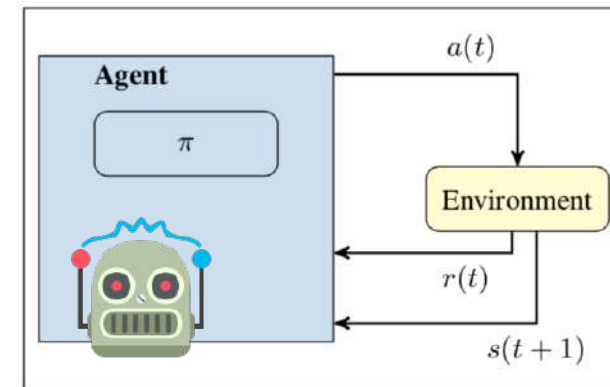 a(t)
Agent
π
Environment
r(t)
s(t + 1)